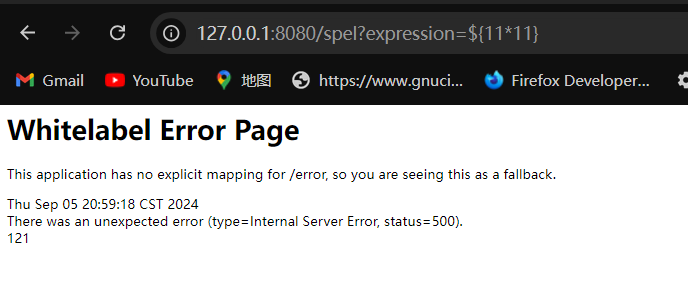 127.0.0.1:8080/spel?expression=${11*11}
Gmail YouTube 地图 https://www.gnuci... Firefox Developer...
Whitelabel Error Page
This application has no explicit mapping for /error, so you are seeing this as a fallback.
Thu Sep 05 20:59:18 CST 2024
There was an unexpected error (type=Internal Server Error, status=500).
121